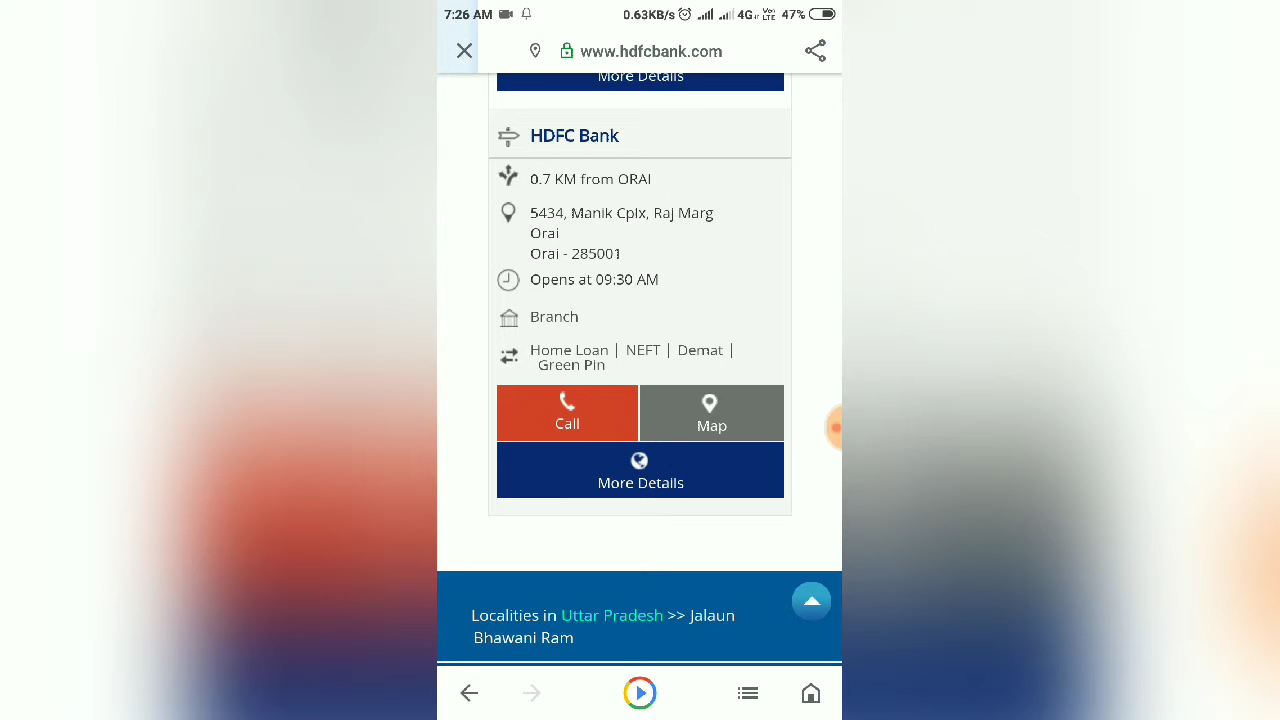 7:26 AM 0.63KB/s 4G VoLTE 47%
www.hdfcbank.com
More Details
HDFC Bank
0.7 KM from ORAI
5434, Manik Cplx, Raj Marg
Orai
Orai - 285001
Opens at 09:30 AM
Branch
Home Loan | NEFT | Demat |
Green Pin
Call Map
More Details
Localities in Uttar Pradesh >> Jalaun
Bhawani Ram